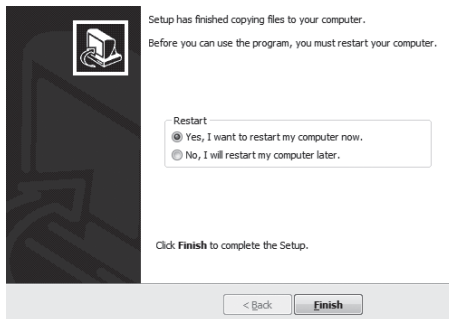 Setup has finished copying files to your computer.
Before you can use the program, you must restart your computer.
Restart
Yes, I want to restart my computer now.
No, I will restart my computer later.
Click Finish to complete the Setup.
< Back
Finish